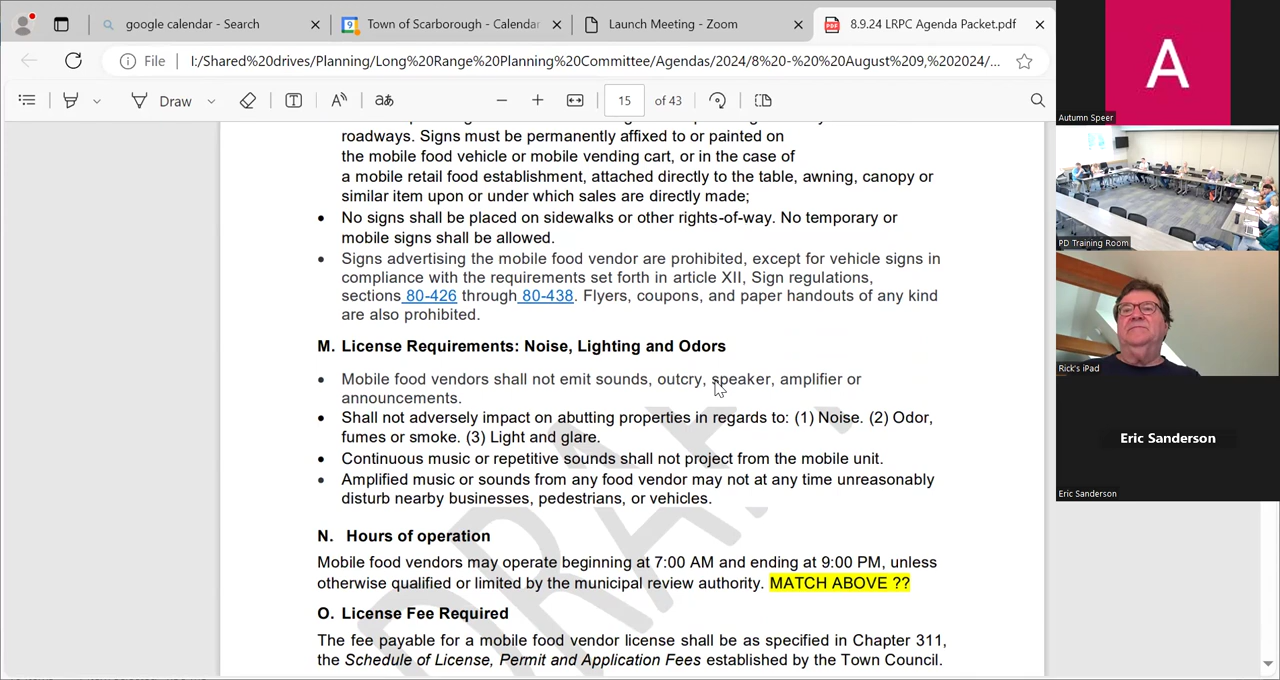 google calendar - Search
Town of Scarborough - Calendar
Launch Meeting - Zoom
8.9.24 LRPC Agenda Packet.pdf
File
I:/Shared%20drives/Planning/Long%20Range%20Planning%20Committee/Agendas/2024/8%20-%20%20August%209,%202024/...
Draw
15
of 43
roadways. Signs must be permanently affixed to or painted on
the mobile food vehicle or mobile vending cart, or in the case of
a mobile retail food establishment, attached directly to the table, awning, canopy or
similar item upon or under which sales are directly made;
• No signs shall be placed on sidewalks or other rights-of-way. No temporary or
mobile signs shall be allowed.
• Signs advertising the mobile food vendor are prohibited, except for vehicle signs in
compliance with the requirements set forth in article XII, Sign regulations,
sections 80-426 through 80-438. Flyers, coupons, and paper handouts of any kind
are also prohibited.
M. License Requirements: Noise, Lighting and Odors
• Mobile food vendors shall not emit sounds, outcry, speaker, amplifier or
announcements.
• Shall not adversely impact on abutting properties in regards to: (1) Noise. (2) Odor,
fumes or smoke. (3) Light and glare.
• Continuous music or repetitive sounds shall not project from the mobile unit.
• Amplified music or sounds from any food vendor may not at any time unreasonably
disturb nearby businesses, pedestrians, or vehicles.
N. Hours of operation
Mobile food vendors may operate beginning at 7:00 AM and ending at 9:00 PM, unless
otherwise qualified or limited by the municipal review authority. MATCH ABOVE ??
O. License Fee Required
The fee payable for a mobile food vendor license shall be as specified in Chapter 311,
the Schedule of License, Permit and Application Fees established by the Town Council.
DRAFT
A
Autumn Speer
PD Training Room
Rick's iPad
Eric Sanderson
Eric Sanderson